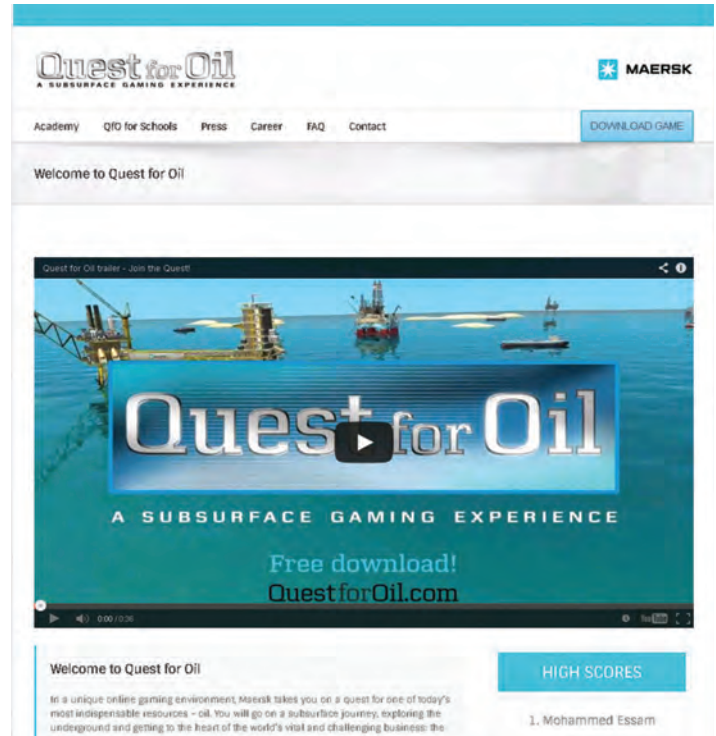 Quest for Oil
A SUBSURFACE GAMING EXPERIENCE
MAERSK
Academy QfO for Schools Press Career FAQ Contact
DOWNLOAD GAME
Welcome to Quest for Oil
Quest for Oil trailer - Join the Quest!
Quest for Oil
A SUBSURFACE GAMING EXPERIENCE
Free download!
QuestforOil.com
0:00 / 0:36
YouTube
Welcome to Quest for Oil
In a unique online gaming environment, Maersk takes you on a quest for one of today's
most indispensable resources – oil. You will go on a subsurface journey, exploring the
underground and getting to the heart of the world's vital and challenging business: the
HIGH SCORES
1. Mohammed Essam